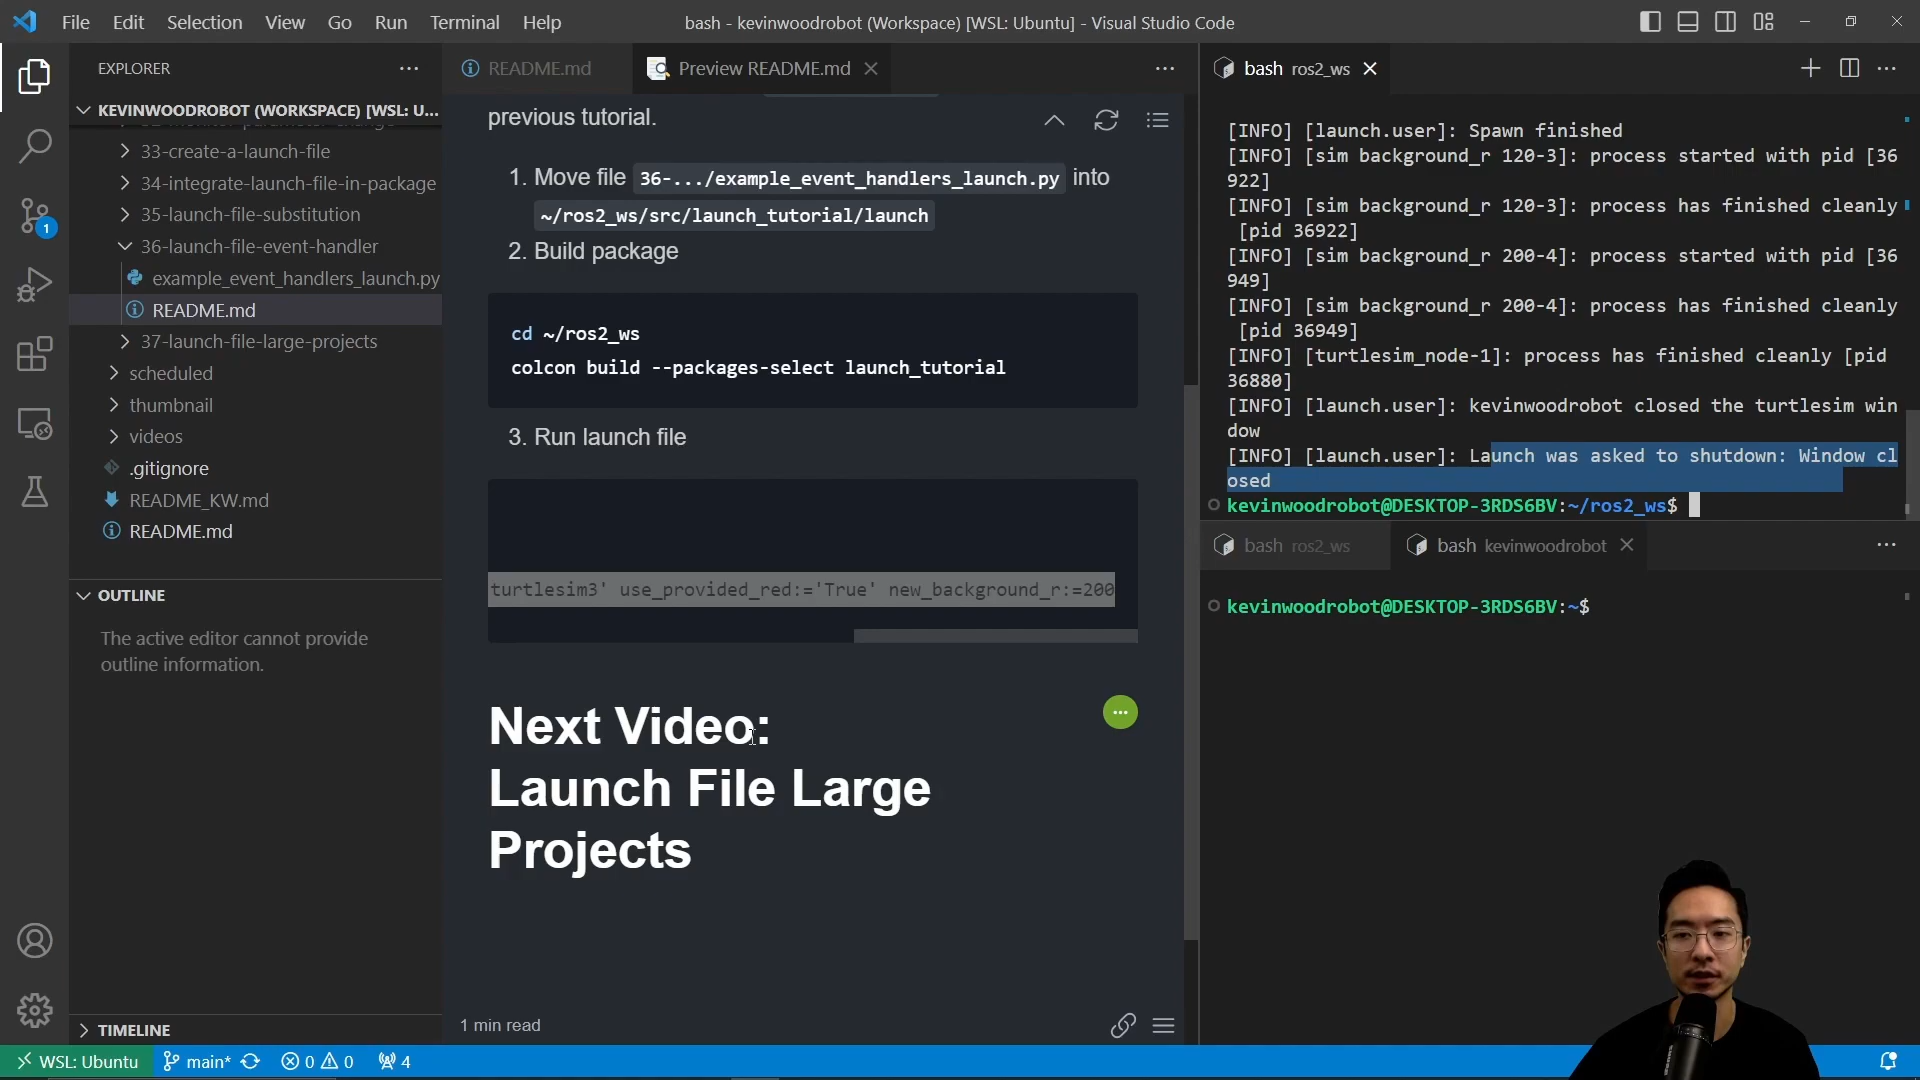 File Edit Selection View Go Run Terminal Help
bash - kevinwoodrobot (Workspace) [WSL: Ubuntu] - Visual Studio Code
EXPLORER
KEVINWOODROBOT (WORKSPACE) [WSL: U...
33-create-a-launch-file
34-integrate-launch-file-in-package
35-launch-file-substitution
36-launch-file-event-handler
example_event_handlers_launch.py
README.md
37-launch-file-large-projects
scheduled
thumbnail
videos
.gitignore
README_KW.md
README.md
OUTLINE
The active editor cannot provide
outline information.
TIMELINE
1
README.md
Preview README.md
previous tutorial.
1. Move file 36-.../example_event_handlers_launch.py into
~/ros2_ws/src/launch_tutorial/launch
2. Build package
cd ~/ros2_ws
colcon build --packages-select launch_tutorial
3. Run launch file
turtlesim3' use_provided_red:='True' new_background_r:=200
Next Video:
Launch File Large
Projects
1 min read
bash ros2_ws
[INFO] [launch.user]: Spawn finished
[INFO] [sim background_r 120-3]: process started with pid [36
922]
[INFO] [sim background_r 120-3]: process has finished cleanly
[pid 36922]
[INFO] [sim background_r 200-4]: process started with pid [36
949]
[INFO] [sim background_r 200-4]: process has finished cleanly
[pid 36949]
[INFO] [turtlesim_node-1]: process has finished cleanly [pid
36880]
[INFO] [launch.user]: kevinwoodrobot closed the turtlesim win
dow
[INFO] [launch.user]: Launch was asked to shutdown: Window cl
osed
kevinwoodrobot@DESKTOP-3RDS6BV:~/ros2_ws$
bash ros2_ws
bash kevinwoodrobot
kevinwoodrobot@DESKTOP-3RDS6BV:~$
WSL: Ubuntu main* 0 0 4